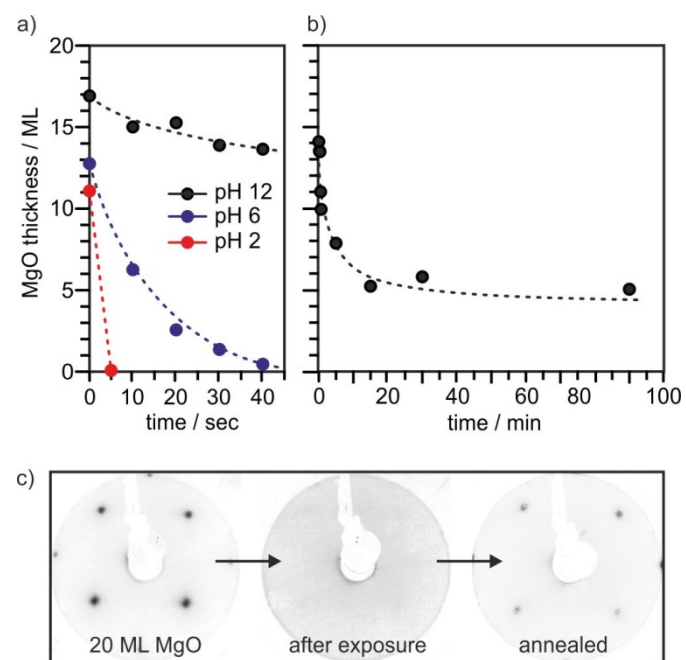 a)
b)
20
15
10
5
0
MgO thickness / ML
pH 12
pH 6
pH 2
0 10 20 30 40
time / sec
0 20 40 60 80 100
time / min
c)
20 ML MgO
after exposure
annealed